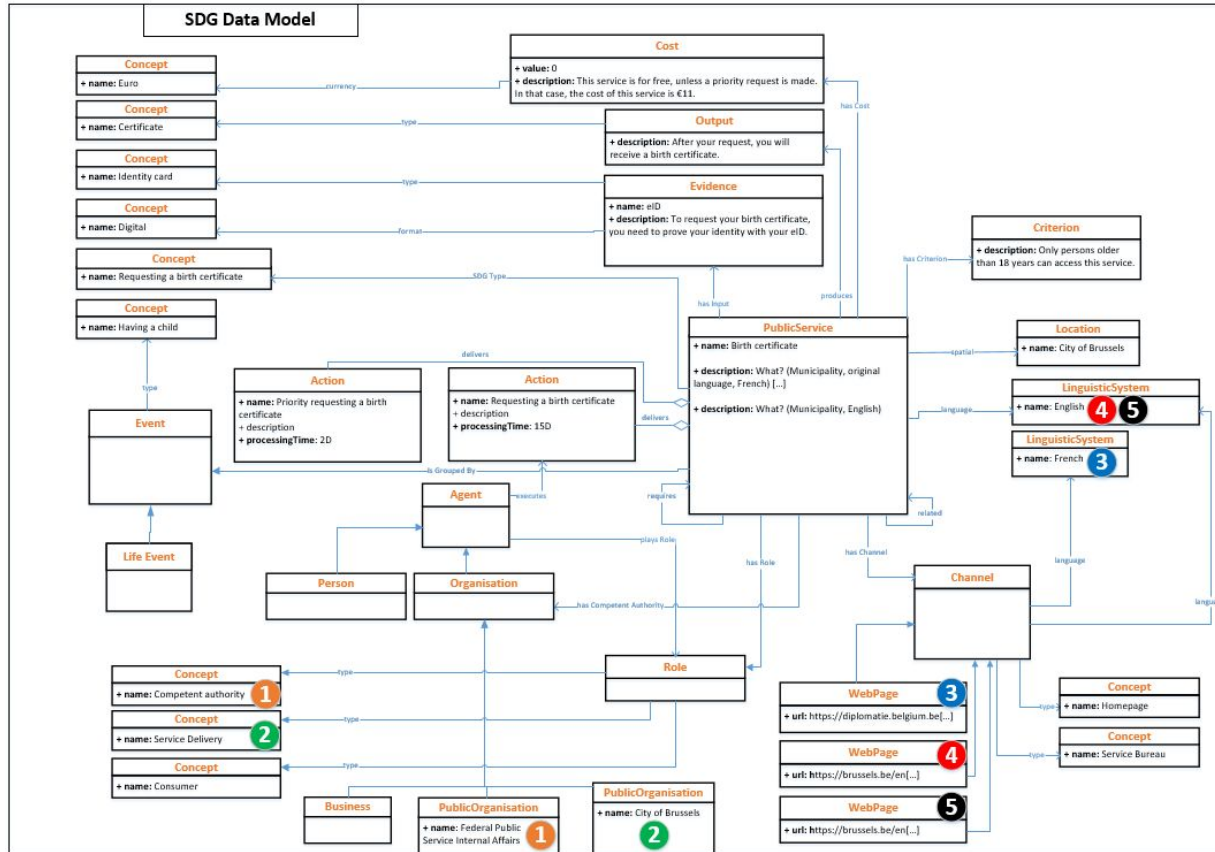 SDG Data Model
Cost
+ value: 0
+ description: This service is for free, unless a priority request is made.
In that case, the cost of this service is €11.
Concept
+ name: Euro
currency
has Cost
Concept
+ name: Certificate
type
Output
+ description: After your request, you will
receive a birth certificate.
Concept
+ name: Identity card
type
Evidence
+ name: eID
+ description: To request your birth certificate,
you need to prove your identity with your eID.
Concept
+ name: Digital
format
Criterion
+ description: Only persons older
than 18 years can access this service.
has Criterion
Concept
+ name: Requesting a birth certificate
SDG Type
has Input
produces
Concept
+ name: Having a child
type
PublicService
+ name: Birth certificate
+ description: What? (Municipality, original
language, French) [...]
+ description: What? (Municipality, English)
Location
+ name: City of Brussels
spatial
delivers
Action
+ name: Priority requesting a birth
certificate
+ description
+ processingTime: 2D
Action
+ name: Requesting a birth certificate
+ description
+ processingTime: 15D
delivers
LinguisticSystem
+ name: English 4 5
language
LinguisticSystem
+ name: French 3
Event
Is Grouped By
requires
related
Agent
executes
Life Event
plays Role
has Role
has Channel
language
Person
Organisation
has Competent Authority
Channel
Role
Concept
+ name: Competent authority 1
type
Concept
+ name: Service Delivery
2
type
Concept
+ name: Consumer
type
WebPage 3
+ url: https://diplomatie.belgium.be[...]
WebPage 4
+ url: https://brussels.be/en[...]
WebPage 5
+ url: https://brussels.be/en[...]
Concept
+ name: Homepage
type
Concept
+ name: Service Bureau
type
Business
PublicOrganisation
+ name: Federal Public
Service Internal Affairs
1
PublicOrganisation
+ name: City of Brussels
2